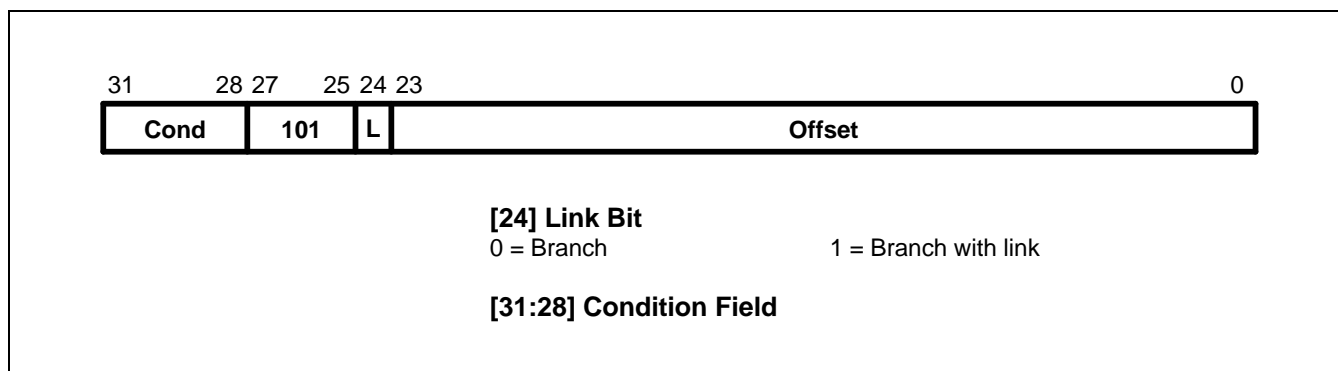 31 28 27 25 24 23 0
Cond 101 L Offset
[24] Link Bit
0 = Branch 1 = Branch with link
[31:28] Condition Field